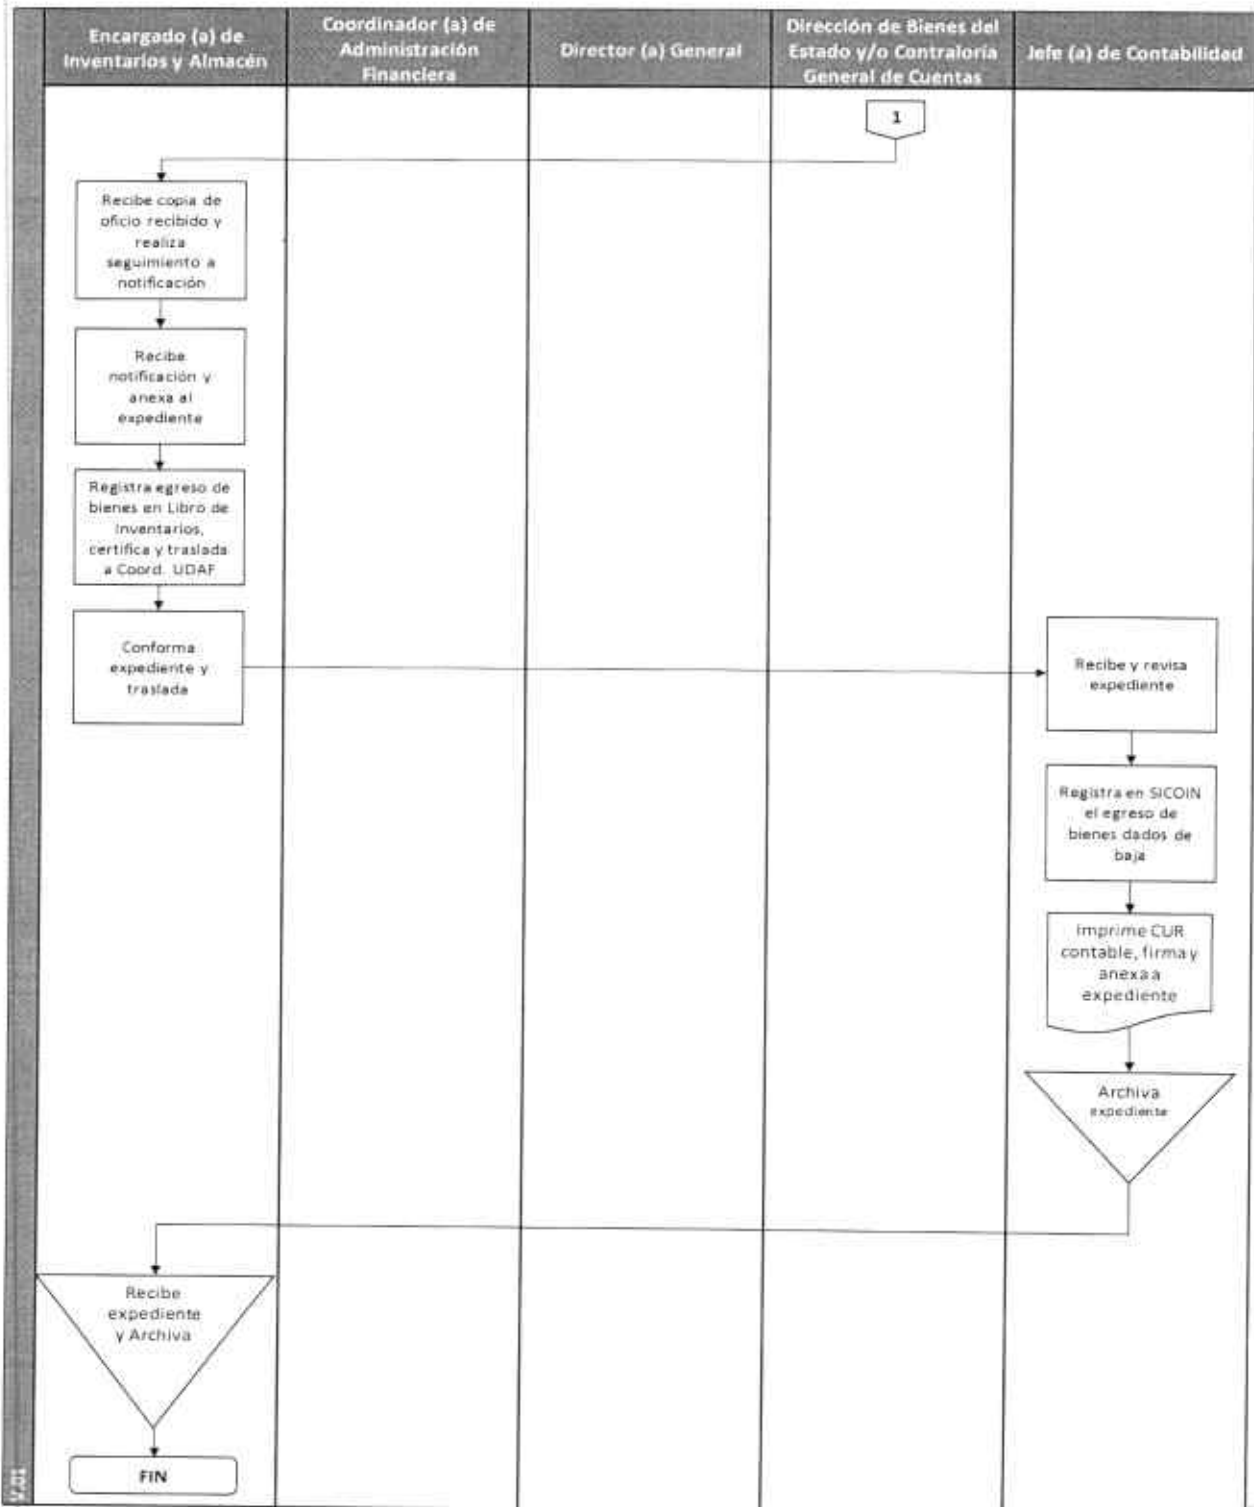 Encargado (a) de
Inventarios y Almacén
Coordinador (a) de
Administración
Financiera
Director (a) General
Dirección de Bienes del
Estado y/o Contraloría
General de Cuentas
Jefe (a) de Contabilidad
1
Recibe copia de
oficio recibido y
realiza
seguimiento a
notificación
Recibe
notificación y
anexa al
expediente
Registra egreso de
bienes en Libro de
Inventarios,
certifica y traslada
a Coord. UDAF
Conforma
expediente y
traslada
Recibe y revisa
expediente
Registra en SICOIN
el egreso de
bienes dados de
baja
Imprime CUR
contable, firma y
anexa a
expediente
Archiva
expediente
Recibe
expediente
y Archiva
FIN
V.01